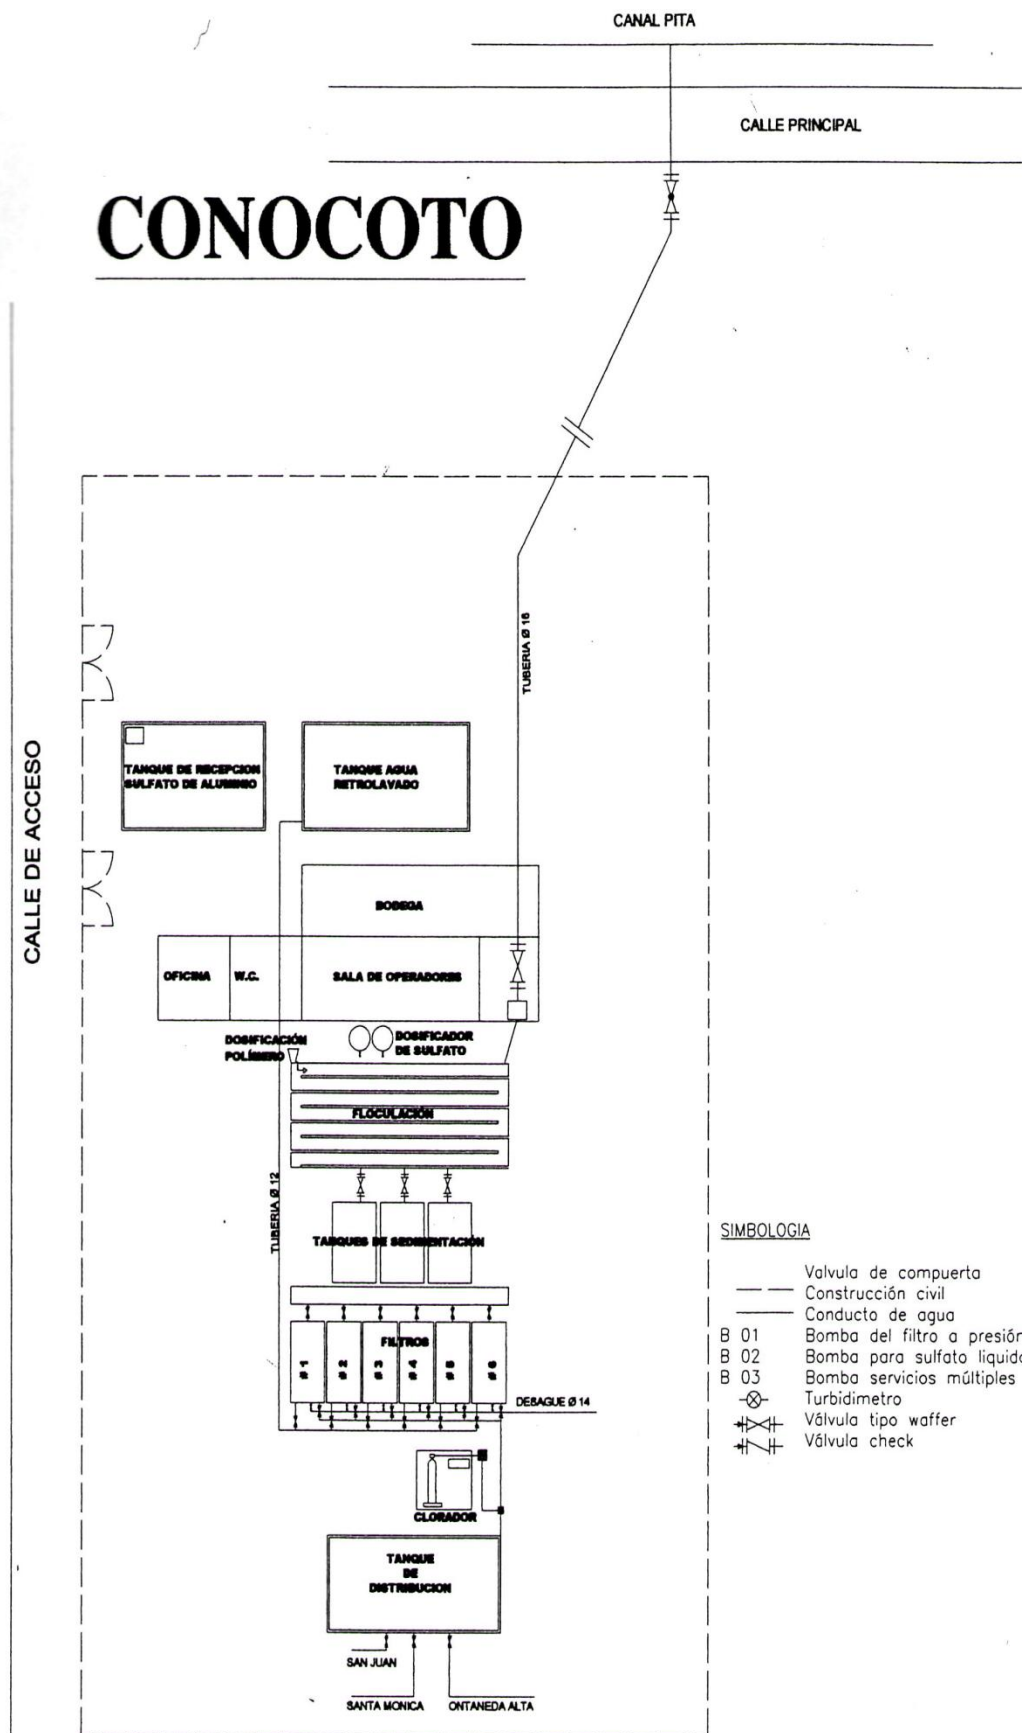 CANAL PITA
CALLE PRINCIPAL
CONOCOTO
TUBERIA Ø 16
CALLE DE ACCESO
TANQUE DE RECEPCION
SULFATO DE ALUMINIO
TANQUE AGUA
RETROLAVADO
BODEGA
OFICINA
W.C.
SALA DE OPERADORES
DOSIFICACIÓN
POLÍMERO
DOSIFICADOR
DE SULFATO
FLOCULACIÓN
TUBERIA Ø 12
TANQUES DE SEDIMENTACIÓN
FILTROS
# 1
# 2
# 3
# 4
# 5
# 6
DEBAGUE Ø 14
CLORADOR
TANQUE
DE
DISTRIBUCION
SAN JUAN
SANTA MONICA
ONTANEDA ALTA
SIMBOLOGIA
Valvula de compuerta
Construcción civil
Conducto de agua
B 01 Bomba del filtro a presión
B 02 Bomba para sulfato liquido
B 03 Bomba servicios múltiples
Turbidimetro
Válvula tipo waffer
Válvula check